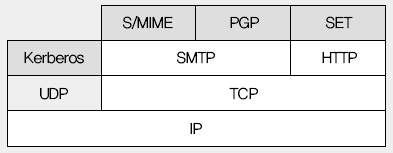 S/MIME PGP SET
Kerberos SMTP HTTP
UDP TCP
IP